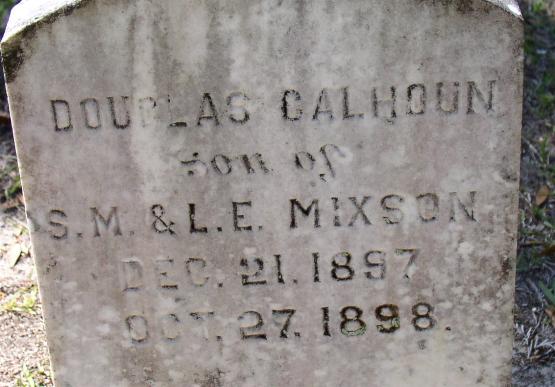 DOUGLAS CALHOUN
Son of
S.M. & L.E. MIXSON
DEC. 21. 1897
OCT. 27. 1898.